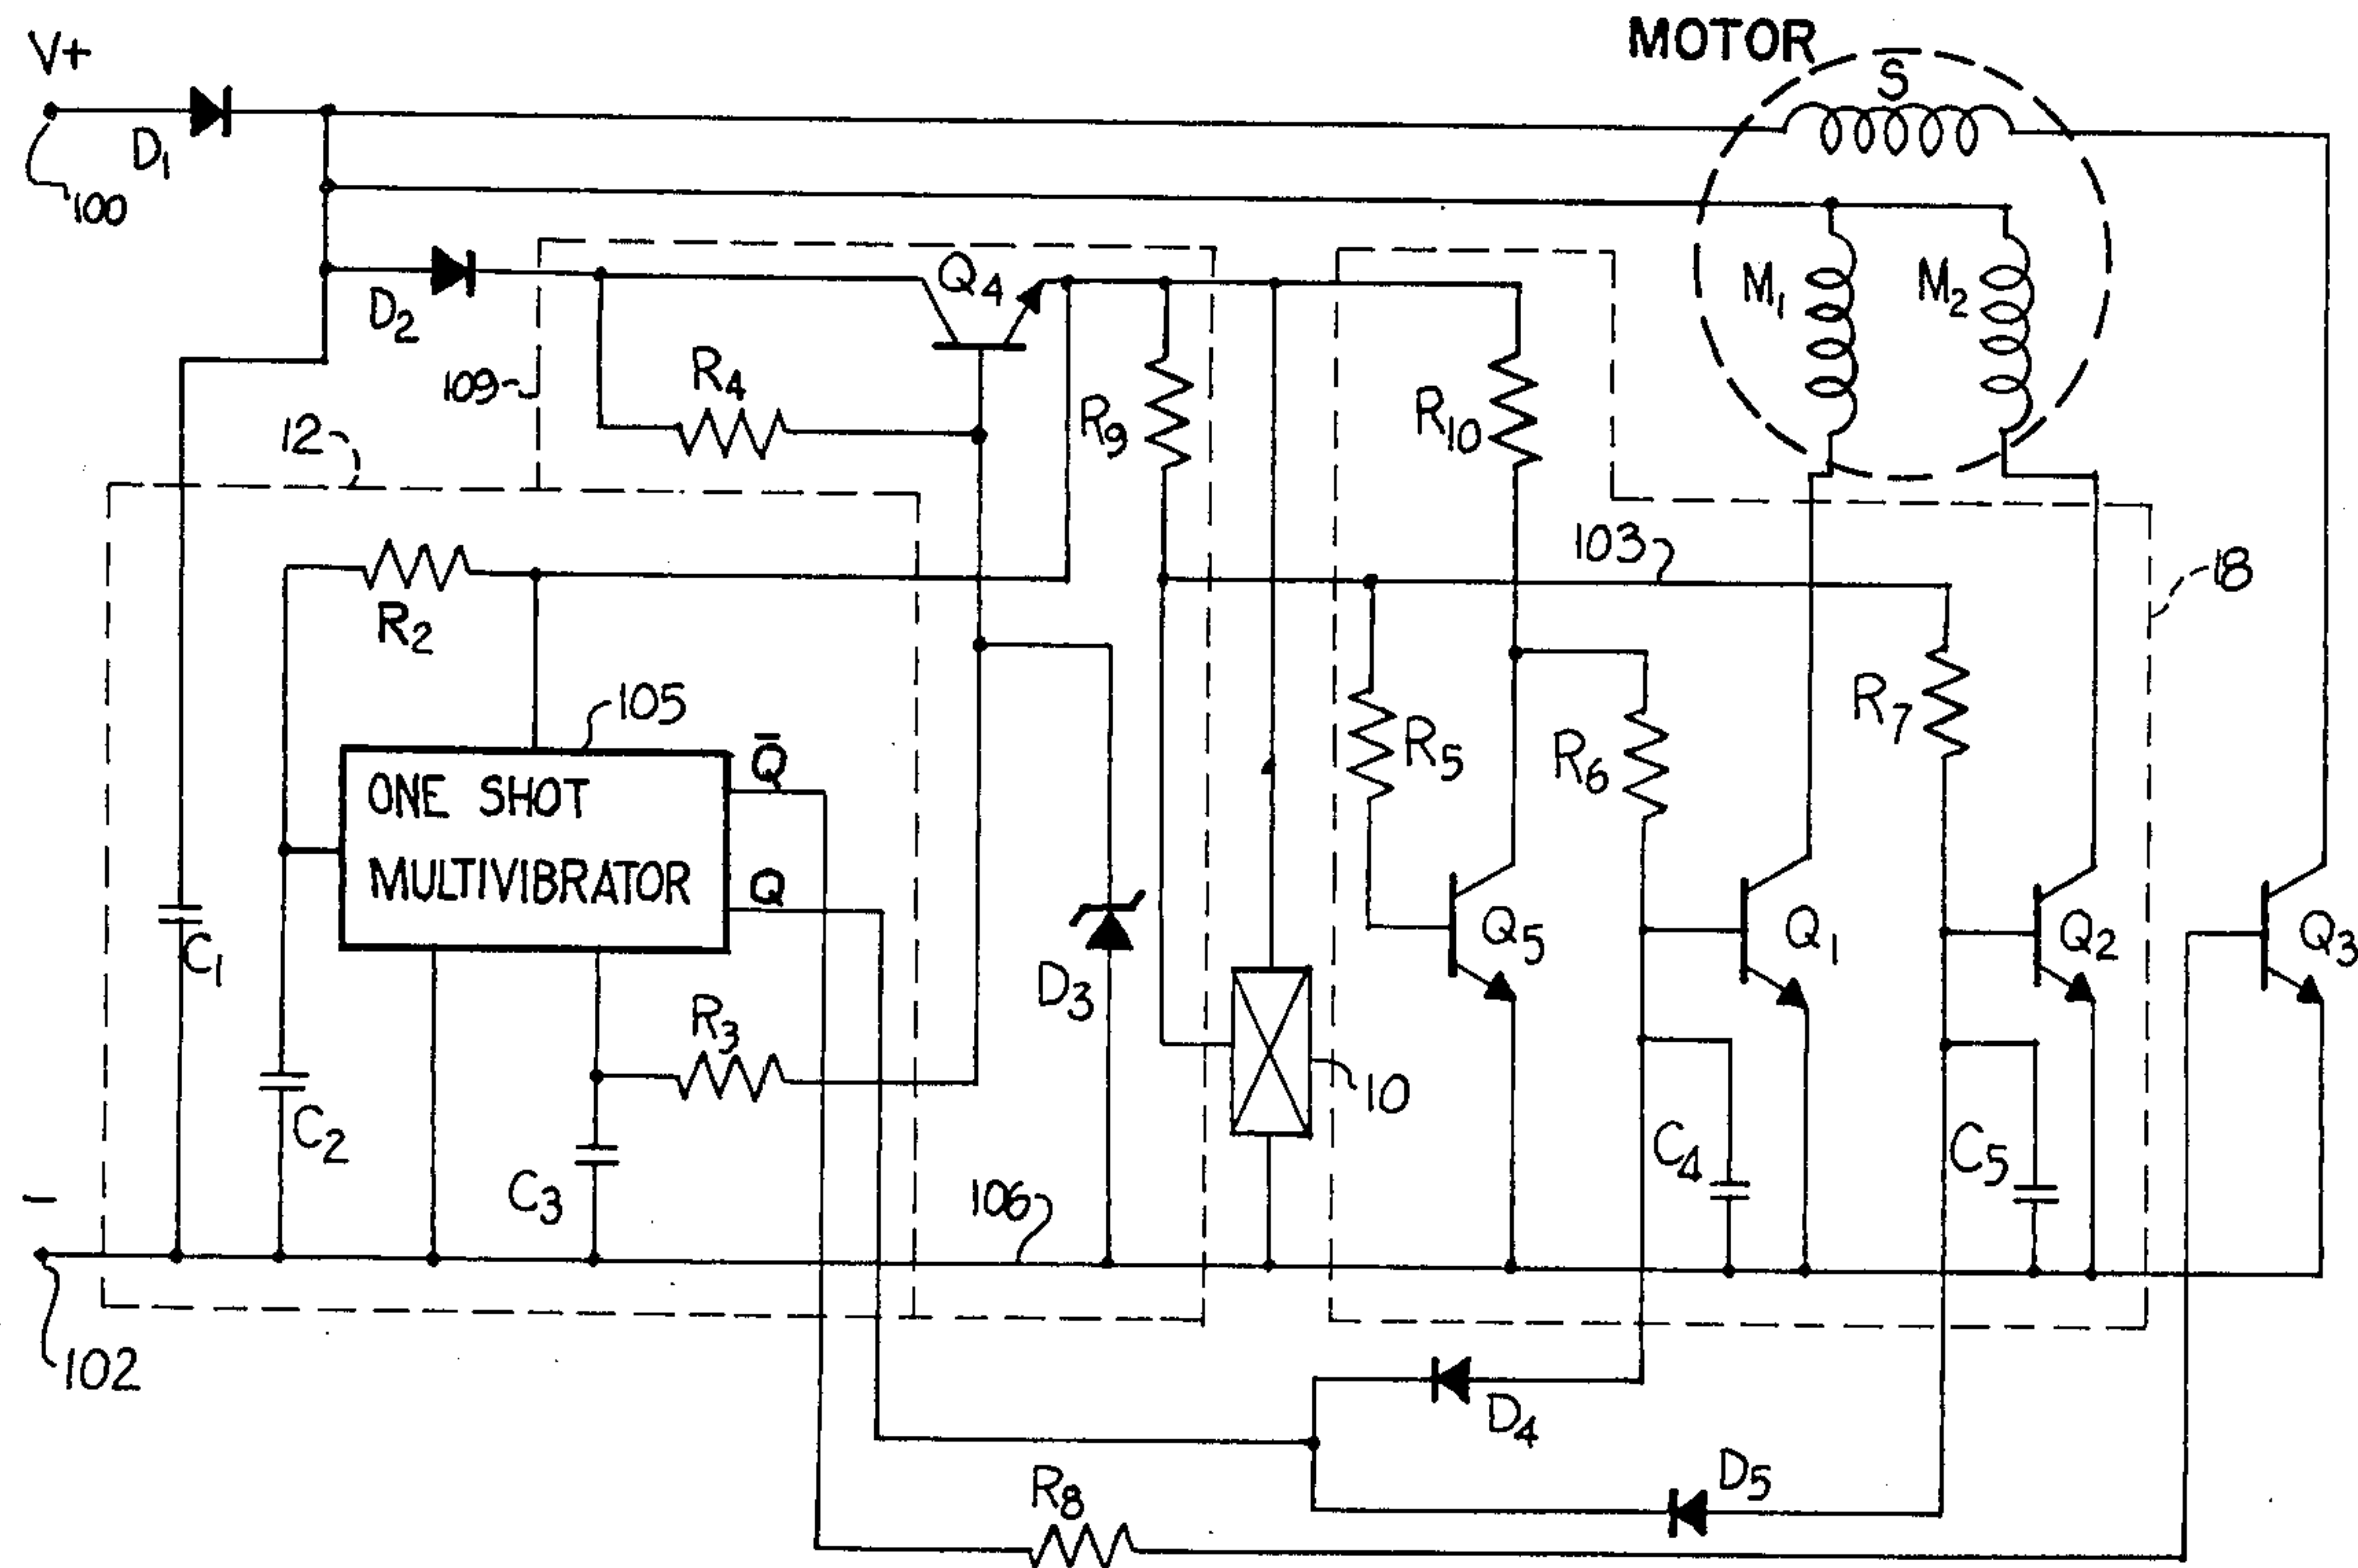 MOTOR
V+
S
D1
100
Q4
M1
M2
D2
R4
109
R9
R10
12
103
18
R2
105
R7
Q̄
R5
R6
ONE SHOT
Q
MULTIVIBRATOR
C1
Q5
Q1
Q2
Q3
D3
R3
10
C2
C4
C5
C3
106
–
102
D4
D5
R8